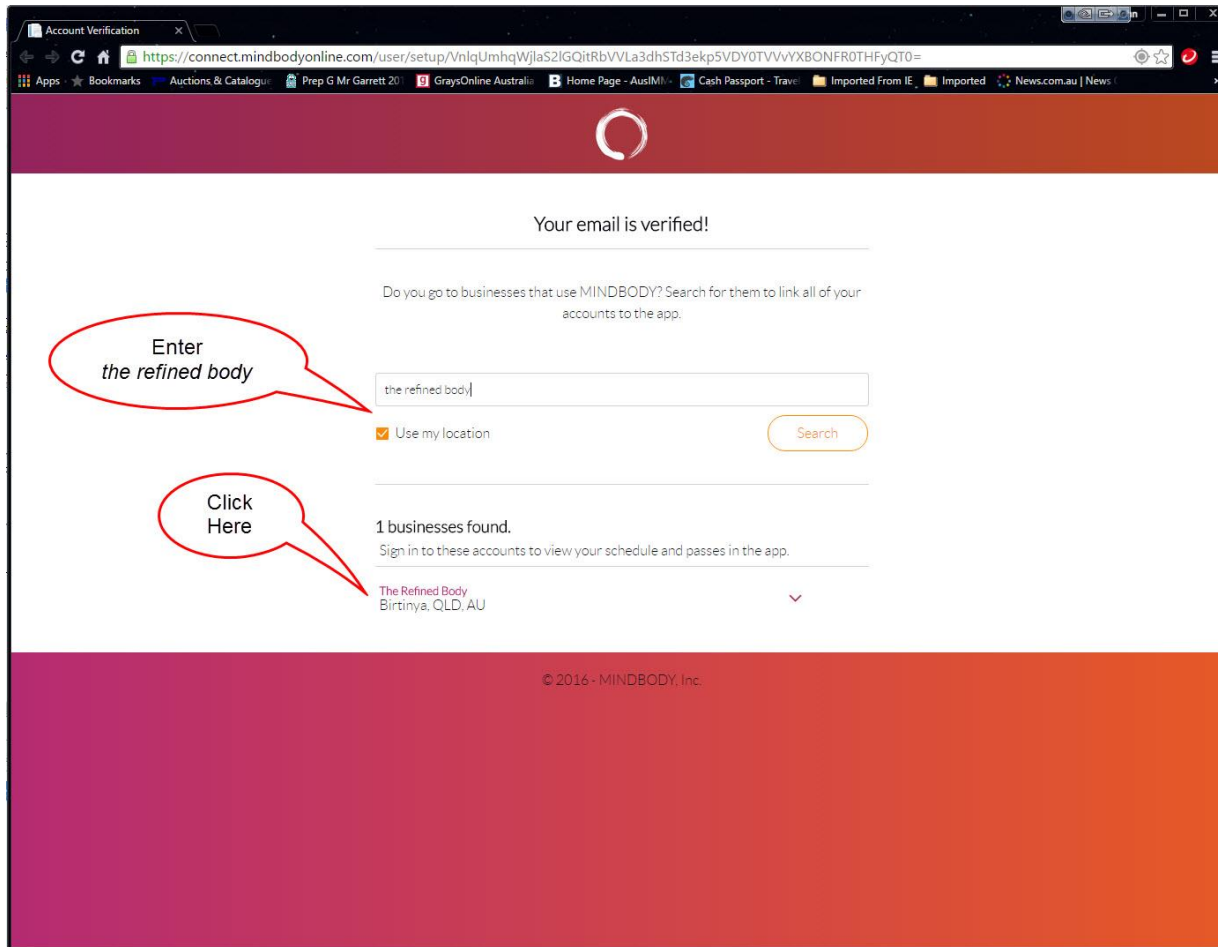 Account Verification
https://connect.mindbodyonline.com/user/setup/VnlqUmhqWjlaS2lGQitRbVVLa3dhSTd3ekp5VDY0TVVvYXBONFR0THFyQT0=
Apps Bookmarks Auctions & Catalogue Prep G Mr Garrett 201 GraysOnline Australia Home Page - AusIMM Cash Passport - Travel Imported From IE Imported News.com.au | News
Your email is verified!
Do you go to businesses that use MINDBODY? Search for them to link all of your
accounts to the app.
Enter
the refined body
the refined body
Use my location
Search
Click
Here
1 businesses found.
Sign in to these accounts to view your schedule and passes in the app.
The Refined Body
Birtinya, QLD, AU
© 2016 - MINDBODY, Inc.